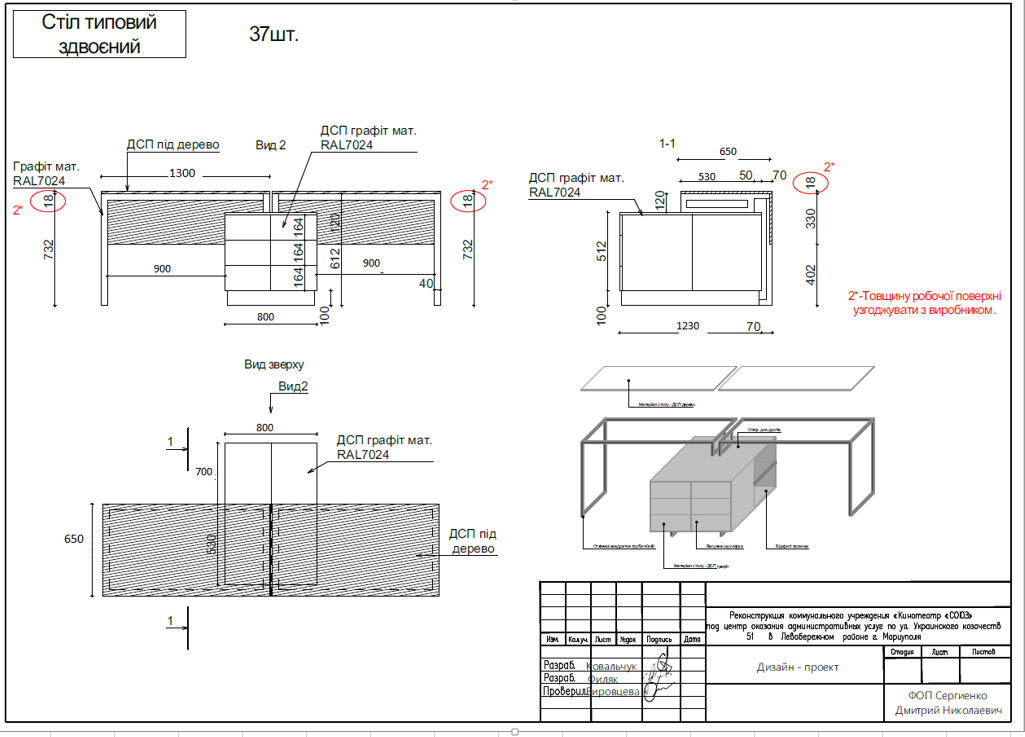 Стіл типовий
здвоєний
37шт.
ДСП під дерево
Вид 2
ДСП графіт мат.
RAL7024
Графіт мат.
RAL7024
1300
18
2*
732
900
164
164
164
120
612
900
40
800
100
18
2*
732
1-1
650
530
50
70
ДСП графіт мат.
RAL7024
120
18
2*
330
512
402
100
1230
70
2*-Товщину робочої поверхні
узгоджувати з виробником.
Вид зверху
Вид2
800
1
ДСП графіт мат.
RAL7024
700
650
530
ДСП під
дерево
1
Изм.
Кол.уч.
Лист
№док
Подпись
Дата
Разраб. Ковальчук
Разраб. Филяк
Проверил Вировцева
Реконструкция коммунального учреждения «Кинотеатр «СОЮЗ»
под центр оказания административных услуг по ул. Украинского казачеств
51 в Левобережном районе г. Мариуполя
Дизайн - проект
Стадия
Лист
Листов
ФОП Сергиенко
Дмитрий Николаевич